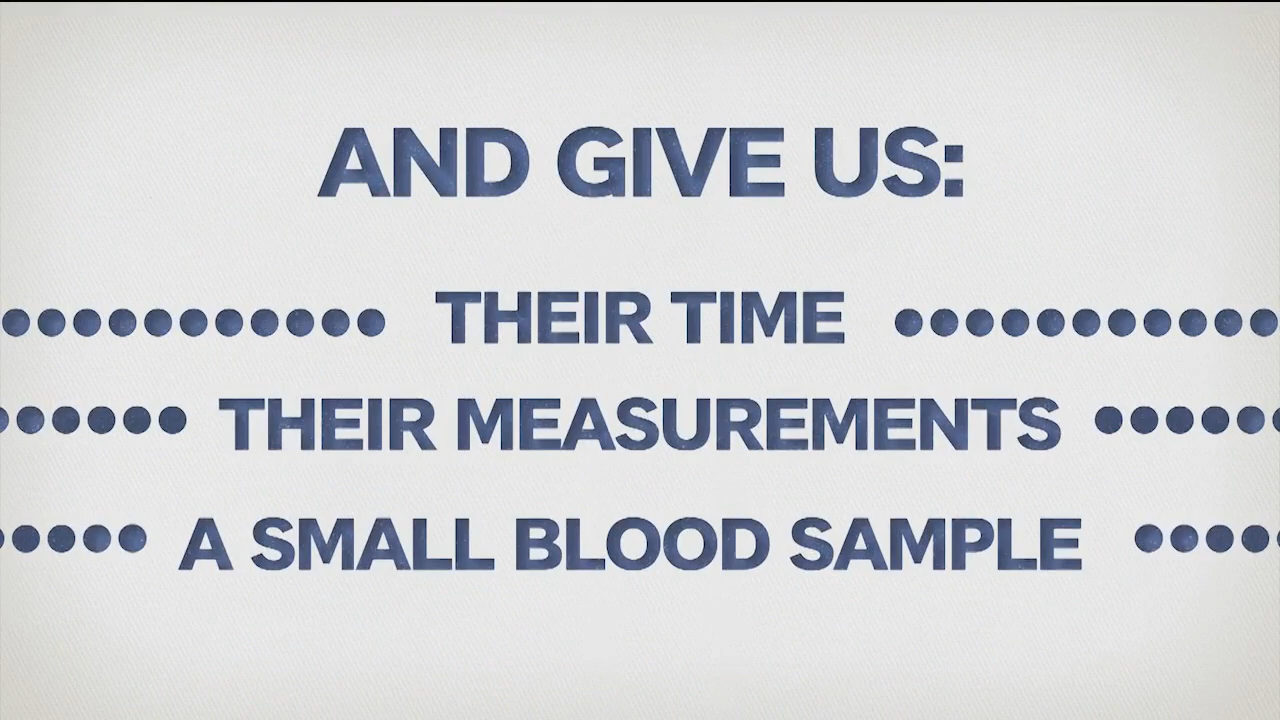 AND GIVE US:
THEIR TIME
THEIR MEASUREMENTS
A SMALL BLOOD SAMPLE